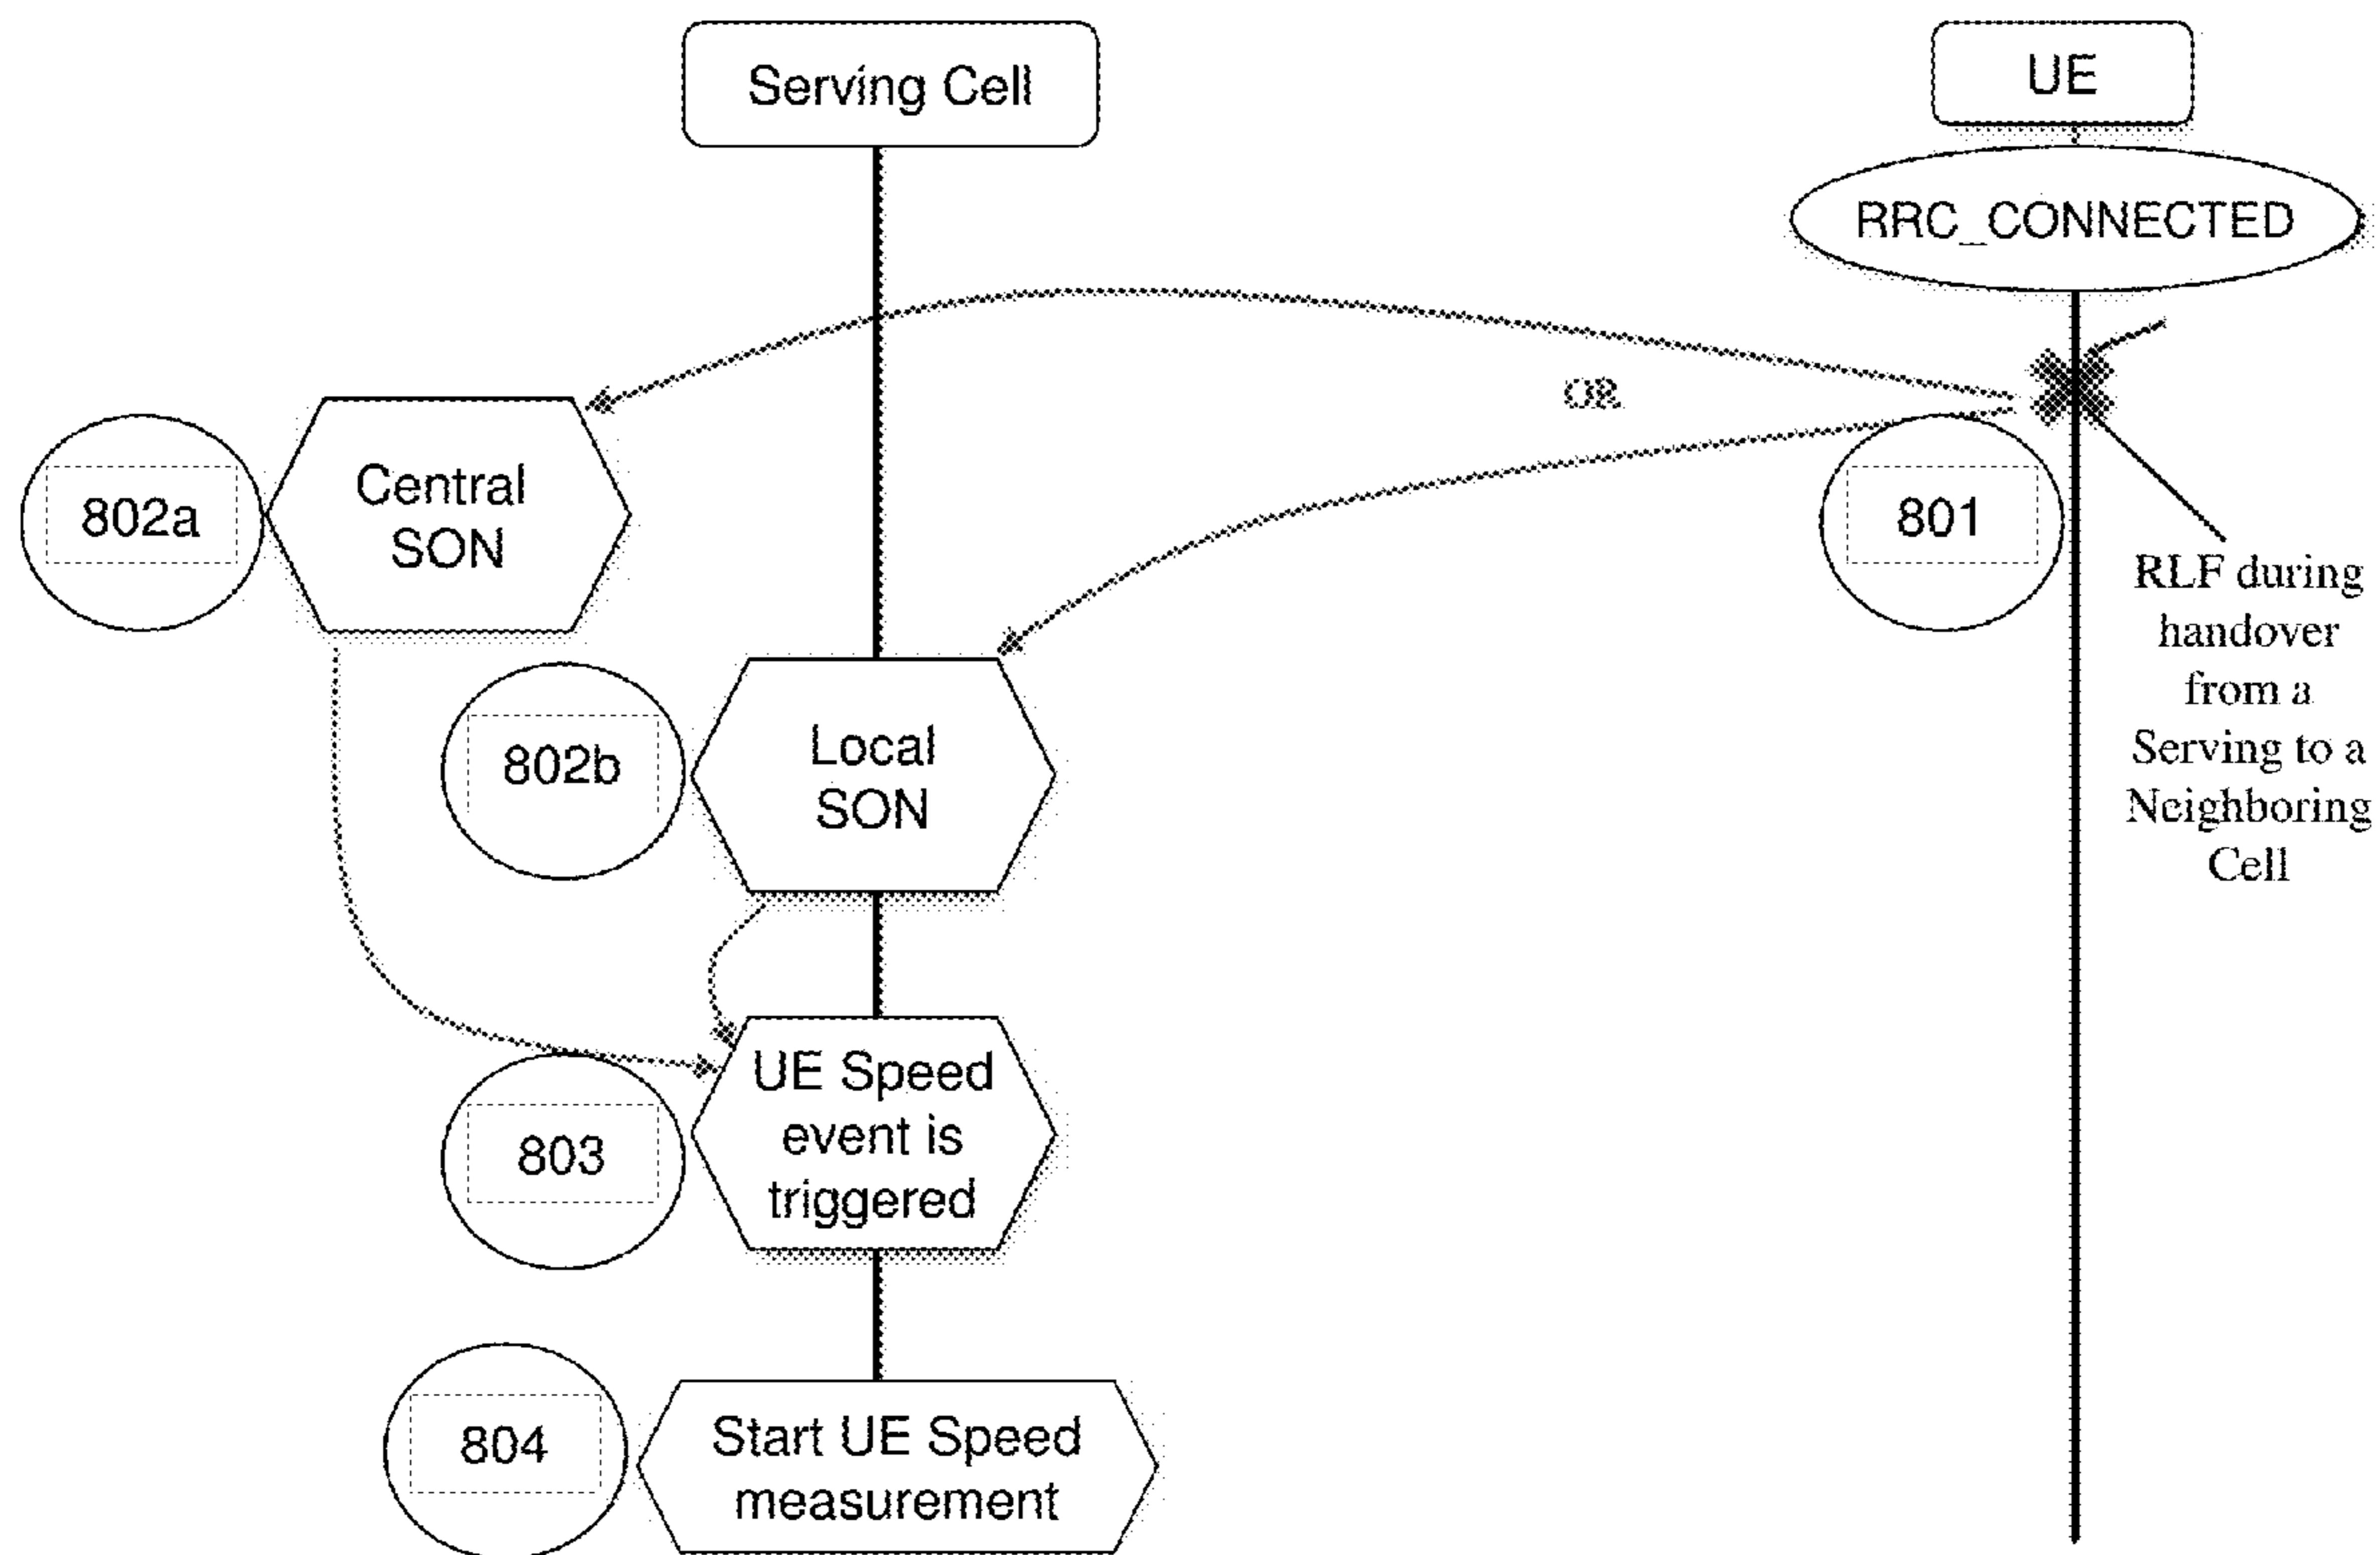 Serving Cell
UE
RRC_CONNECTED
OR
802a
Central
SON
801
RLF during
handover
from a
Serving to a
Neighboring
Cell
802b
Local
SON
803
UE Speed
event is
triggered
804
Start UE Speed
measurement